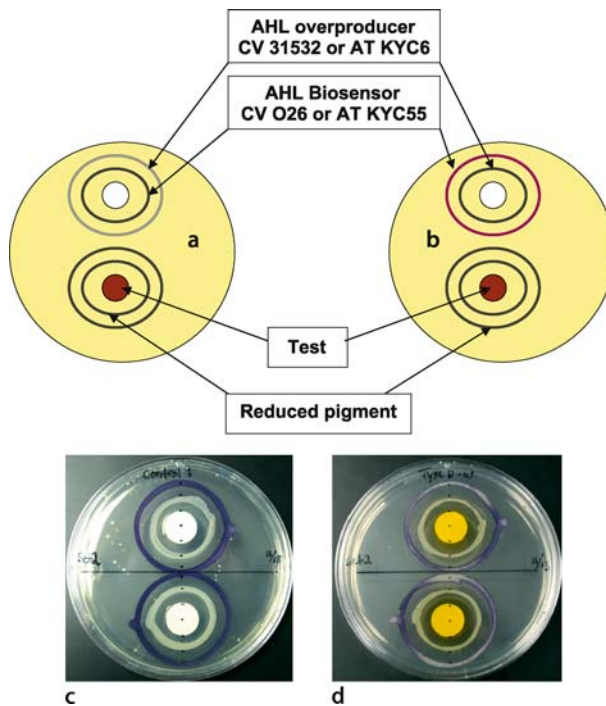 AHL overproducer
CV 31532 or AT KYC6
AHL Biosensor
CV O26 or AT KYC55
a
b
Test
Reduced pigment
Control 1
c
d